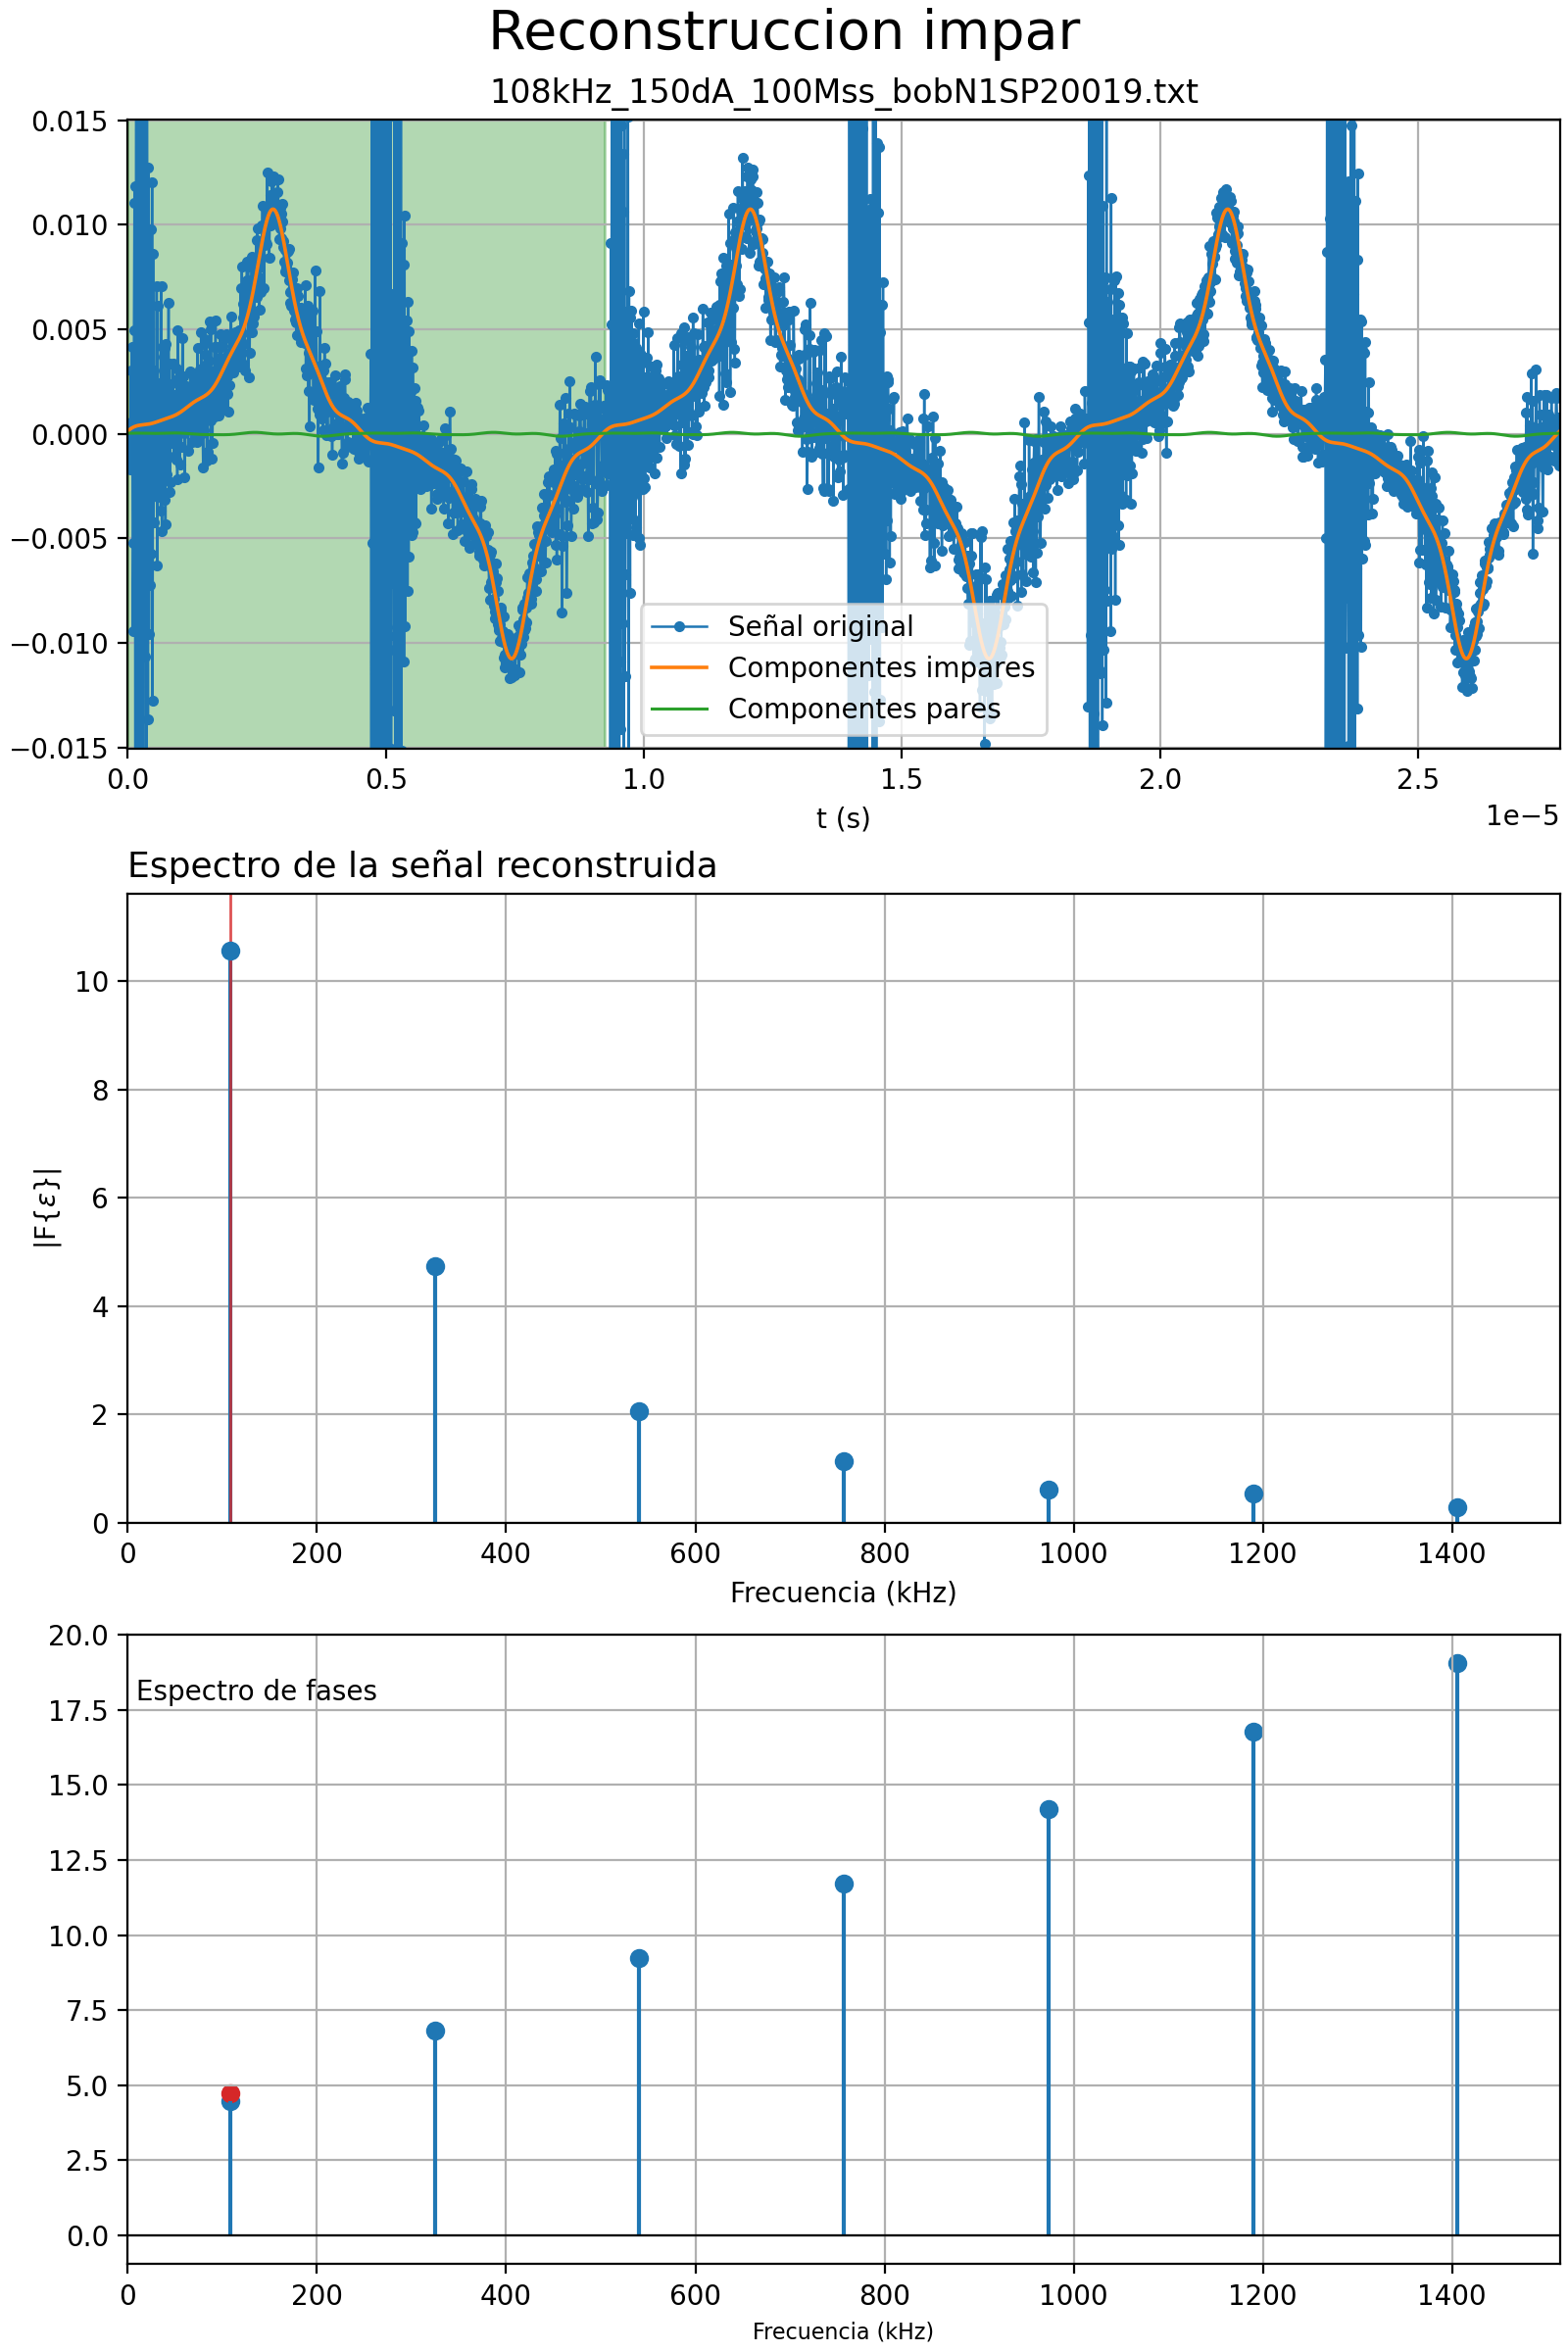 Reconstruccion impar
108kHz_150dA_100Mss_bobN1SP20019.txt
0.015
0.010
0.005
0.000
−0.005
−0.010
−0.015
Señal original
Componentes impares
Componentes pares
0.0 0.5 1.0 1.5 2.0 2.5
1e−5
t (s)
Espectro de la señal reconstruida
10
8
6
4
2
0
|F{ε}|
0 200 400 600 800 1000 1200 1400
Frecuencia (kHz)
20.0
Espectro de fases
17.5
15.0
12.5
10.0
7.5
5.0
2.5
0.0
0 200 400 600 800 1000 1200 1400
Frecuencia (kHz)